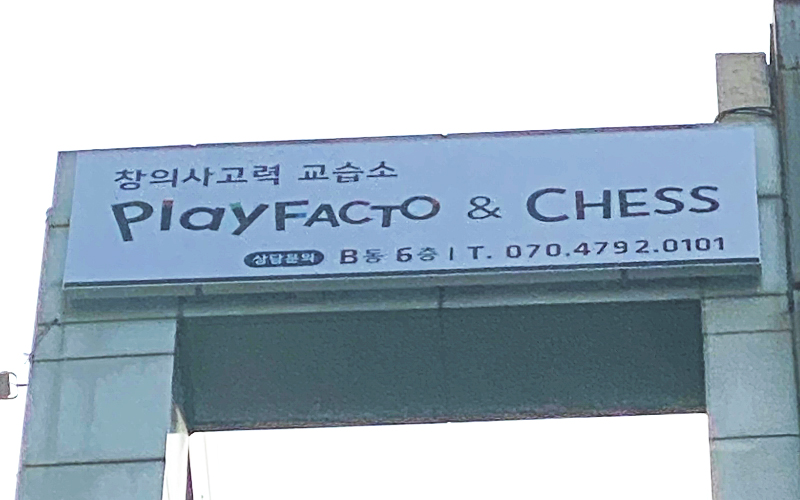 창의사고력 교습소
PlayFACTO & CHESS
상담문의 B동 6층 | T. 070.4792.0101